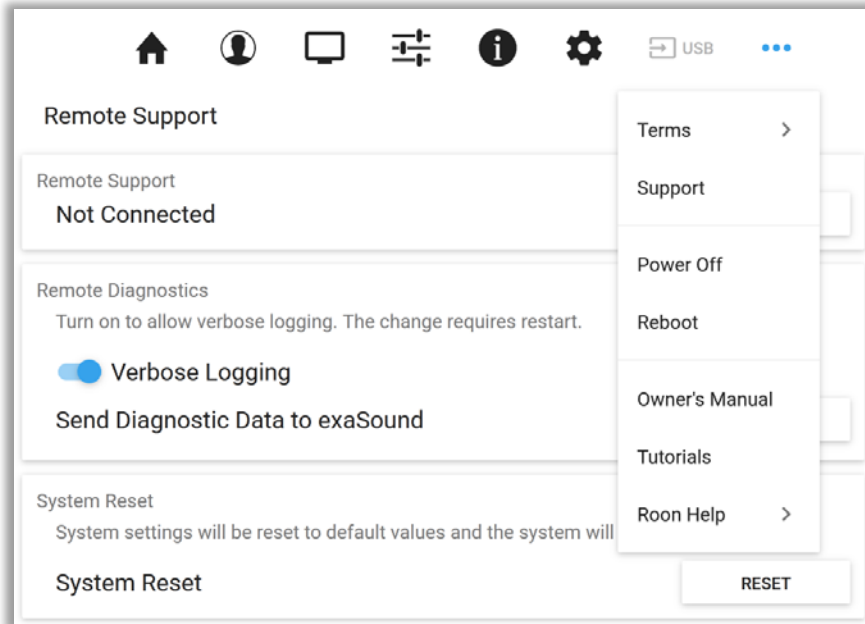 USB
Remote Support
Remote Support
Not Connected
Remote Diagnostics
Turn on to allow verbose logging. The change requires restart.
Verbose Logging
Send Diagnostic Data to exaSound
System Reset
System settings will be reset to default values and the system will
System Reset
RESET
Terms
Support
Power Off
Reboot
Owner's Manual
Tutorials
Roon Help